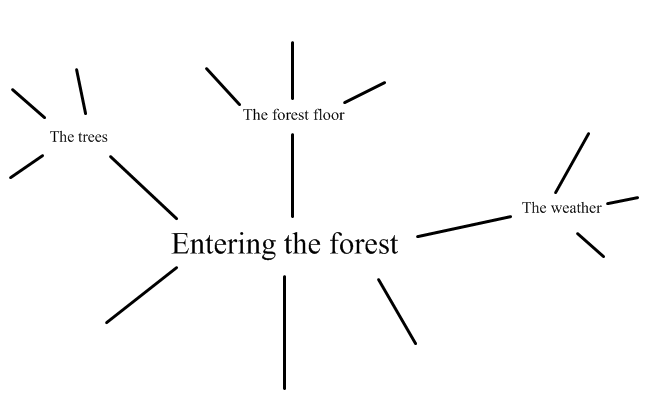 The forest floor
The trees
The weather
Entering the forest